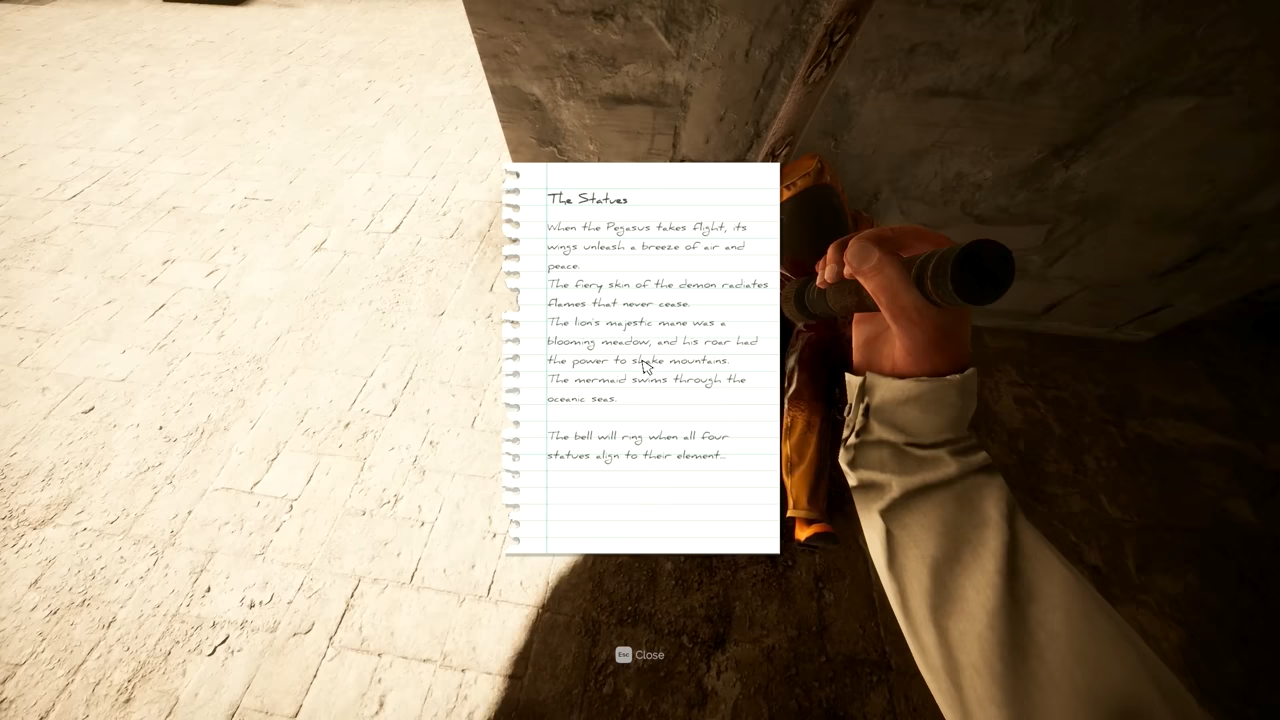 The Statues
When the Pegasus takes flight, its
wings unleash a breeze of air and
peace.
The fiery skin of the demon radiates
flames that never cease.
The lion's majestic mane was a
blooming meadow, and his roar had
the power to shake mountains.
The mermaid swims through the
oceanic seas.
The bell will ring when all four
statues align to their element...
Esc Close